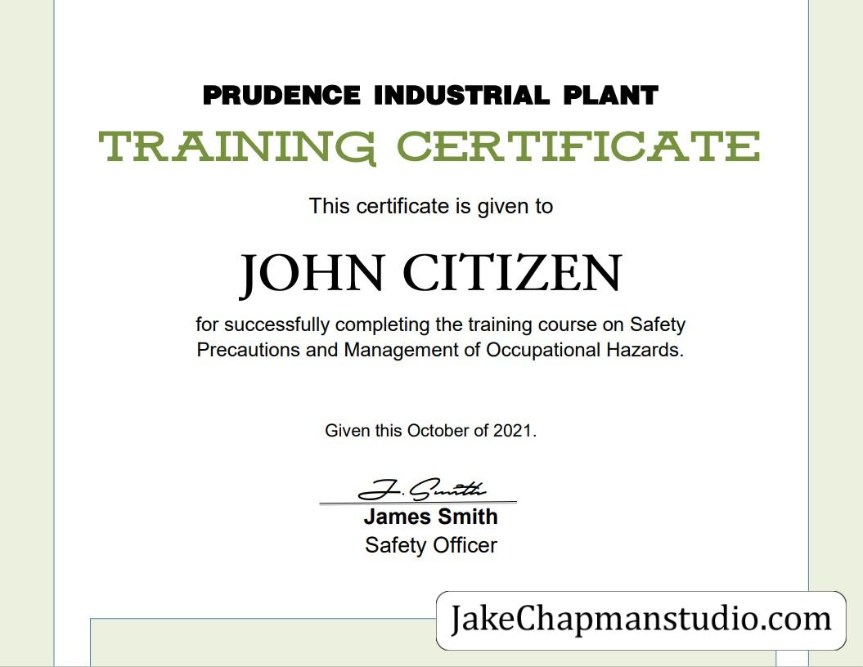 PRUDENCE INDUSTRIAL PLANT
TRAINING CERTIFICATE
This certificate is given to
JOHN CITIZEN
for successfully completing the training course on Safety
Precautions and Management of Occupational Hazards.
Given this October of 2021.
J. Smith
James Smith
Safety Officer
JakeChapmanstudio.com